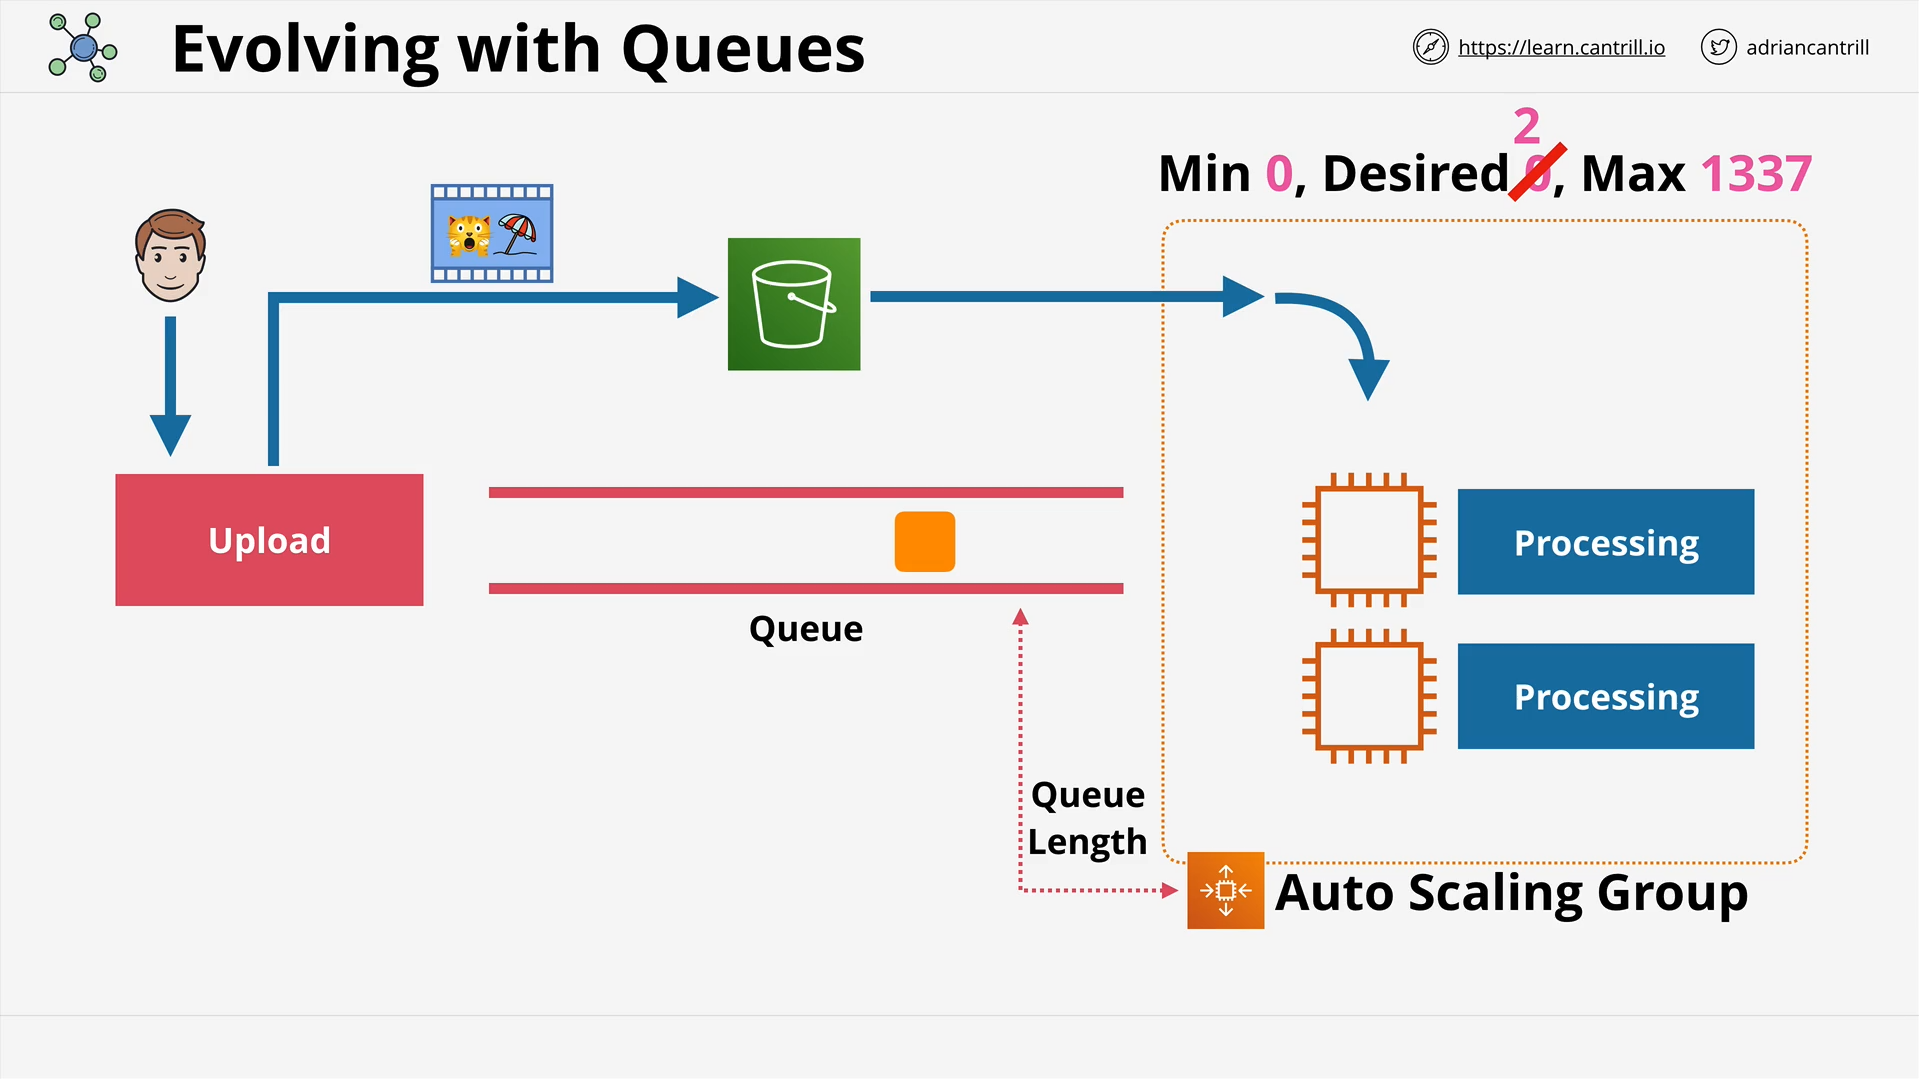 Evolving with Queues
https://learn.cantrill.io
adriancantrill
2
Min 0, Desired 0, Max 1337
Upload
Processing
Queue
Processing
Queue
Length
Auto Scaling Group